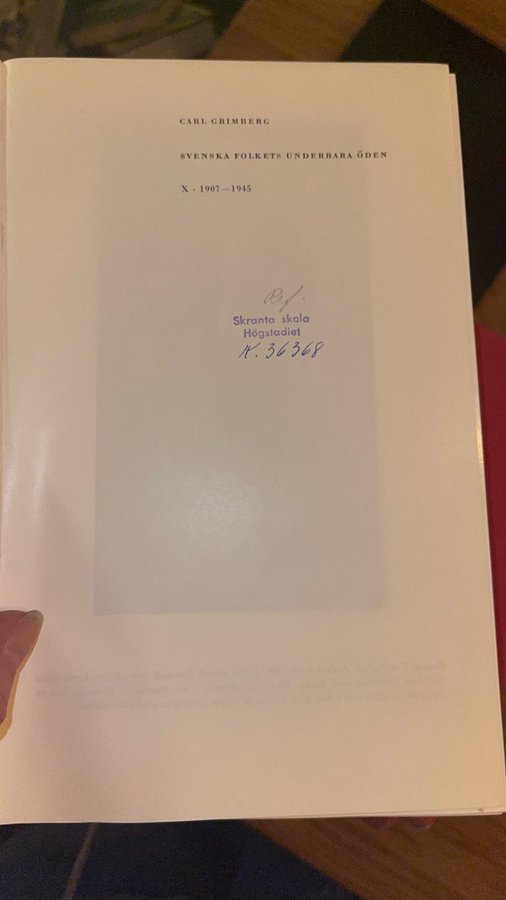 CARL GRIMBERG
SVENSKA FOLKETS UNDERBARA ÖDEN
X · 1907—1945
Ref.
Skranta skola
Högstadiet
K. 36368